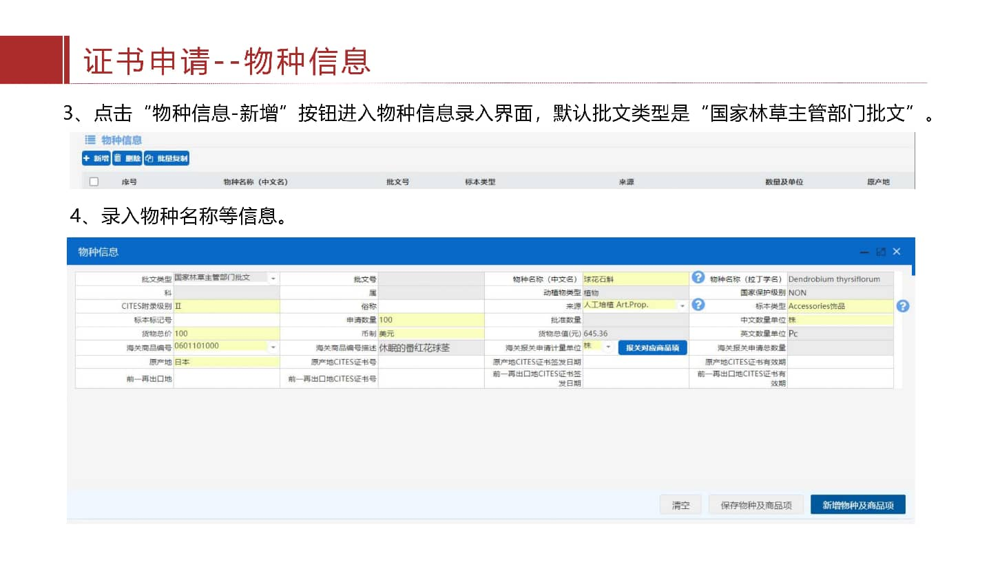 证书申请--物种信息
3、点击“物种信息-新增”按钮进入物种信息录入界面，默认批文类型是“国家林草主管部门批文”。
物种信息
新增 删除 批量复制
序号 物种名称（中文名） 批文号 标本类型 来源 数量及单位 原产地
4、录入物种名称等信息。
物种信息
批文类型 国家林草主管部门批文 批文号 物种名称（中文名） 球花石斛 物种名称（拉丁学名） Dendrobium thyrsiflorum
科 属 动植物类型 植物 国家保护级别 NON
CITES附录级别 II 俗称 来源 人工培植 Art.Prop. 标本类型 Accessories饰品
标本标记号 申请数量 100 批准数量 中文数量单位 株
货物总价 100 币制 美元 货物总值(元) 645.36 英文数量单位 Pc
海关商品编号 0601101000 海关商品编号描述 休眠的番红花球茎 海关报关申请计量单位 株 报关对应商品项 海关报关申请总数量
原产地 日本 原产地CITES证书号 原产地CITES证书签发日期 原产地CITES证书有效期
前一再出口地 前一再出口地CITES证书号 前一再出口地CITES证书签发日期 前一再出口地CITES证书有效期
清空 保存物种及商品项 新增物种及商品项